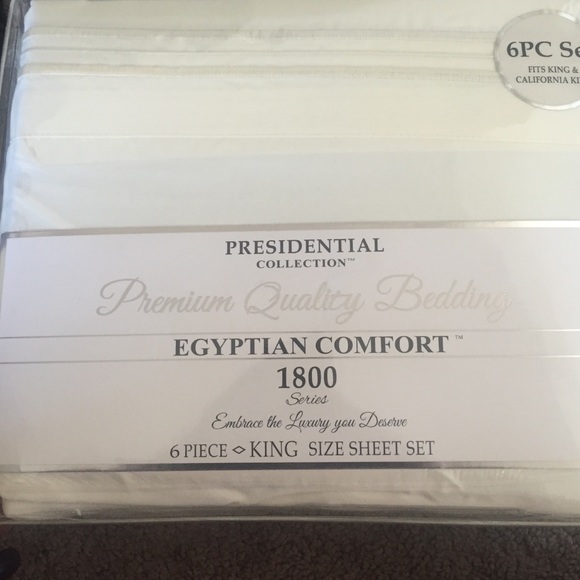 6PC Se
FITS KING &
CALIFORNIA KI
PRESIDENTIAL
COLLECTION™
Premium Quality Bedding
EGYPTIAN COMFORT™
1800
Series
Embrace the Luxury you Deserve
6 PIECE ◇ KING SIZE SHEET SET